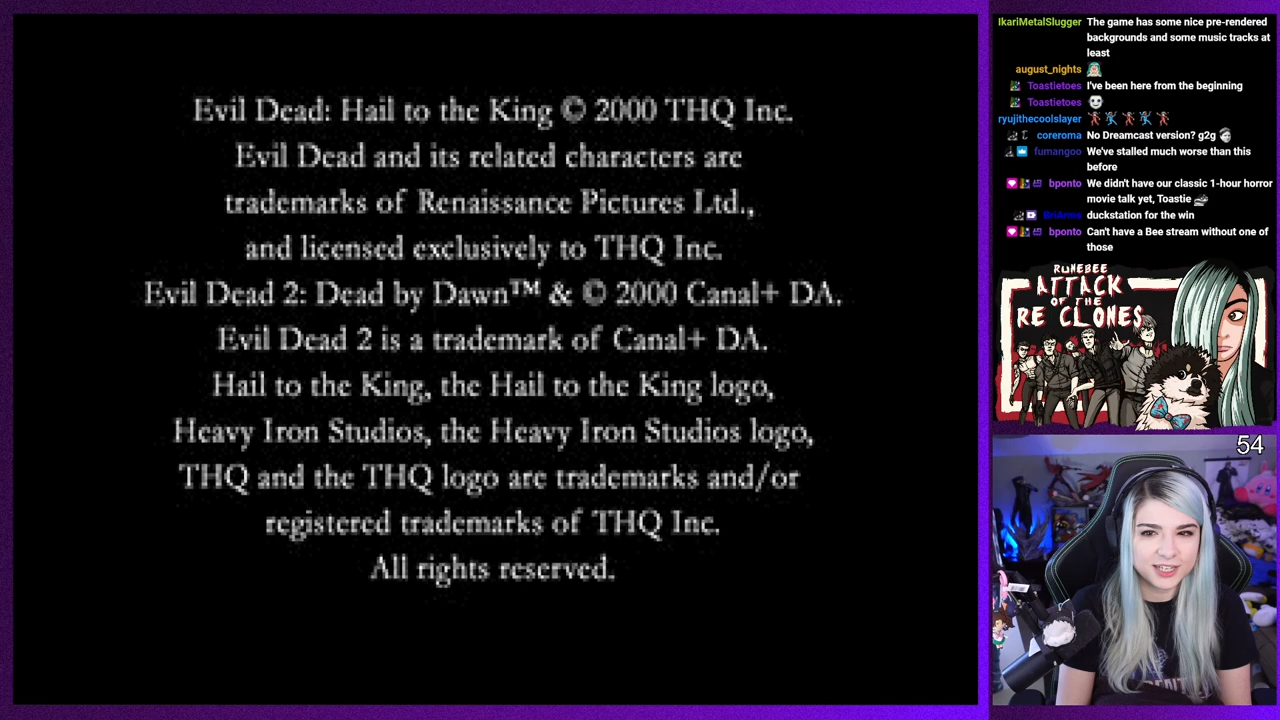 Evil Dead: Hail to the King © 2000 THQ Inc.
Evil Dead and its related characters are
trademarks of Renaissance Pictures Ltd.,
and licensed exclusively to THQ Inc.
Evil Dead 2: Dead by Dawn™ & © 2000 Canal+ DA.
Evil Dead 2 is a trademark of Canal+ DA.
Hail to the King, the Hail to the King logo,
Heavy Iron Studios, the Heavy Iron Studios logo,
THQ and the THQ logo are trademarks and/or
registered trademarks of THQ Inc.
All rights reserved.
IkariMetalSlugger The game has some nice pre-rendered
backgrounds and some music tracks at
least
august_nights
Toastietoes I've been here from the beginning
Toastietoes
ryujithecoolslayer
coreroma No Dreamcast version? g2g
fumangoo We've stalled much worse than this
before
bponto We didn't have our classic 1-hour horror
movie talk yet, Toastie
duckstation for the win
bponto Can't have a Bee stream without one of
those
RUNEBEE
ATTACK
OF THE
RE CLONES
54